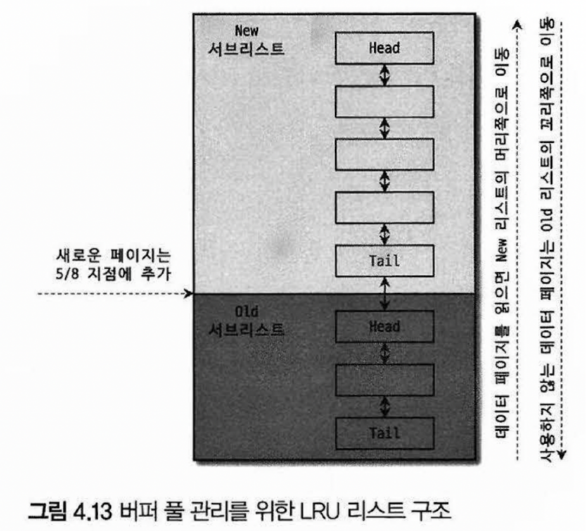 New
서브리스트
Head
Tail
새로운 페이지는
5/8 지점에 추가
Old
서브리스트
Head
Tail
데이터 페이지를 읽으면 New 리스트의 머리쪽으로 이동
사용하지 않는 데이터 페이지는 Old 리스트의 꼬리쪽으로 이동
그림 4.13 버퍼 풀 관리를 위한 LRU 리스트 구조